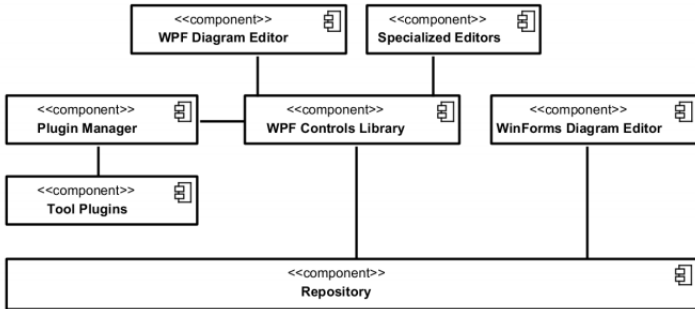 <<component>>
WPF Diagram Editor
<<component>>
Specialized Editors
<<component>>
Plugin Manager
<<component>>
WPF Controls Library
<<component>>
WinForms Diagram Editor
<<component>>
Tool Plugins
<<component>>
Repository